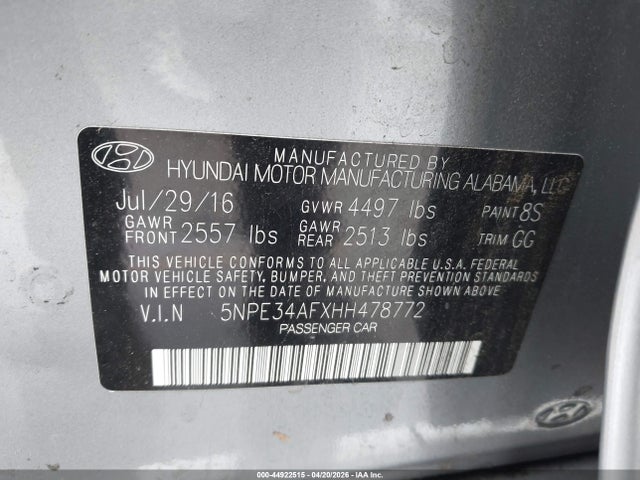 MANUFACTURED BY
HYUNDAI MOTOR MANUFACTURING ALABAMA, LLC
Jul/29/16 GVWR 4497 lbs PAINT 8S
GAWR FRONT 2557 lbs GAWR REAR 2513 lbs TRIM GG
THIS VEHICLE CONFORMS TO ALL APPLICABLE U.S.A. FEDERAL
MOTOR VEHICLE SAFETY, BUMPER, AND THEFT PREVENTION STANDARDS
IN EFFECT ON THE DATE OF MANUFACTURE SHOWN ABOVE.
V.I.N 5NPE34AFXHH478772
PASSENGER CAR
000-44922515 - 04/20/2026 - IAA, LLC